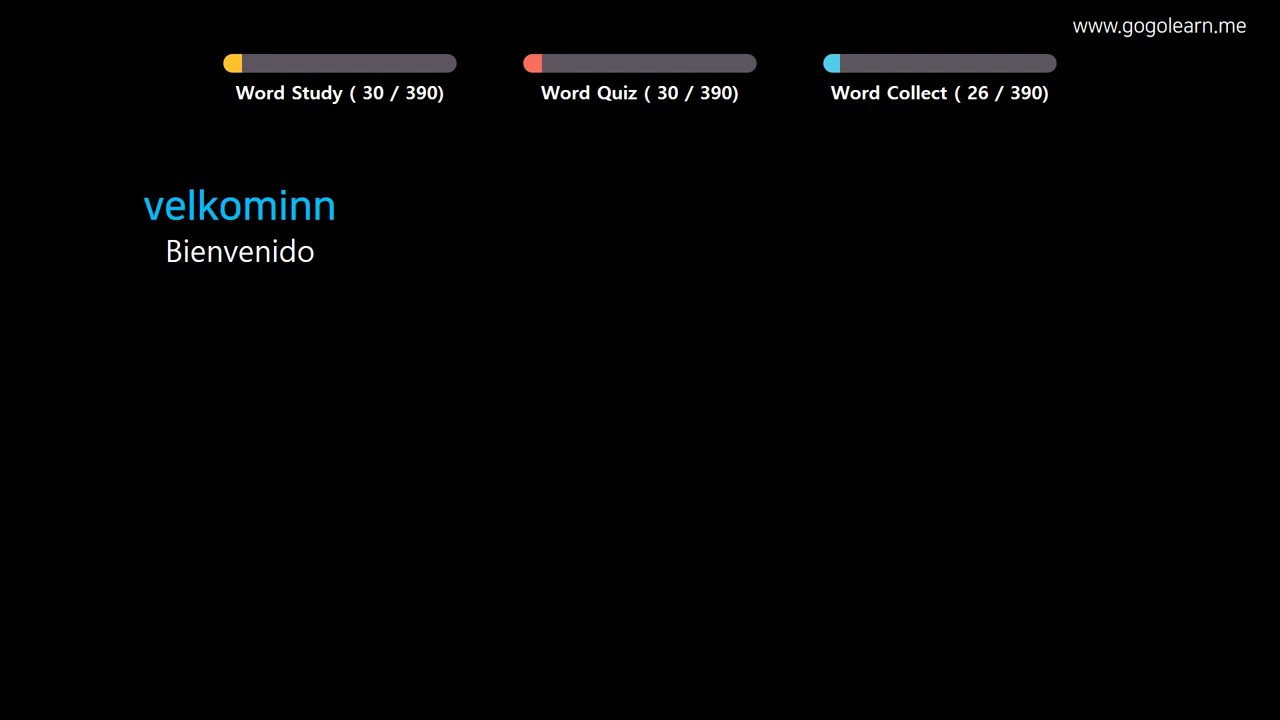 www.gogolearn.me
Word Study ( 30 / 390)
Word Quiz ( 30 / 390)
Word Collect ( 26 / 390)
velkominn
Bienvenido